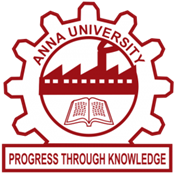 ANNA UNIVERSITY
PROGRESS THROUGH KNOWLEDGE